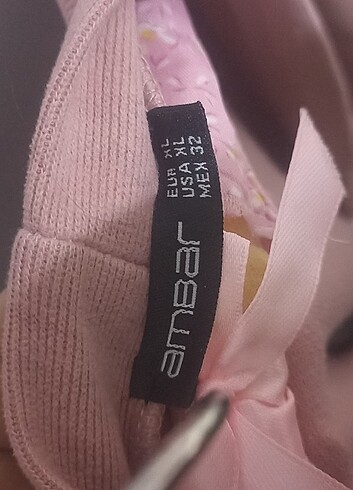 EUR XL
USA XL
MEX 32
amBar